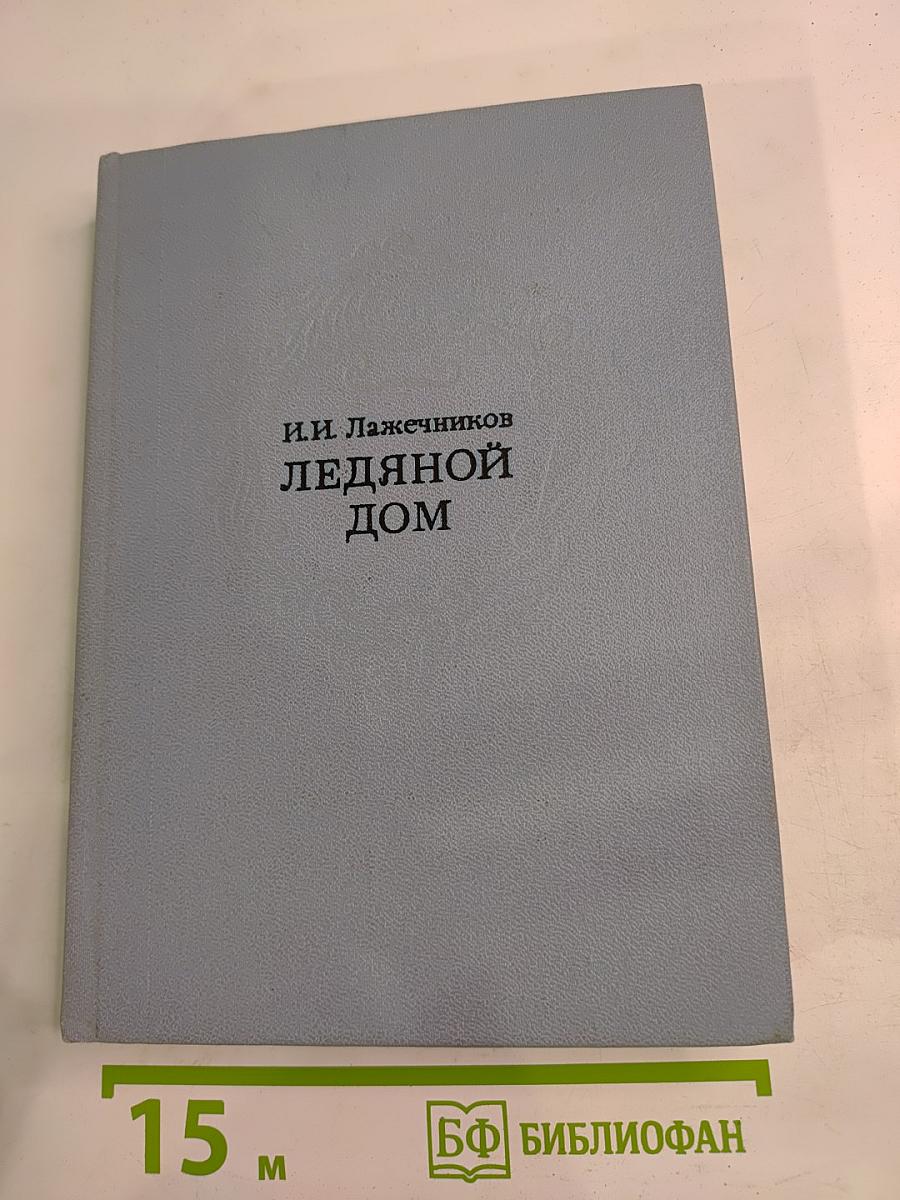 И.И. Лажечников
ЛЕДЯНОЙ
ДОМ
15 м
БФ БИБЛИОФАН